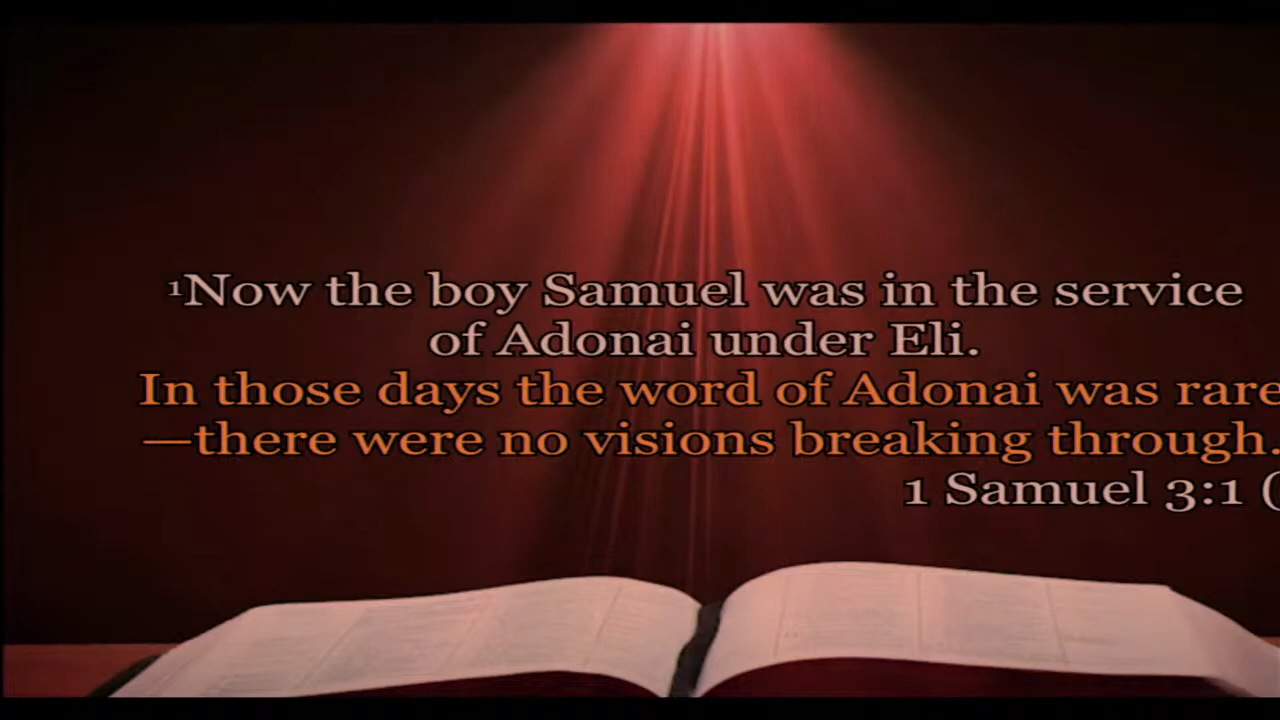 ¹Now the boy Samuel was in the service
of Adonai under Eli.
In those days the word of Adonai was rare
—there were no visions breaking through.
1 Samuel 3:1 (